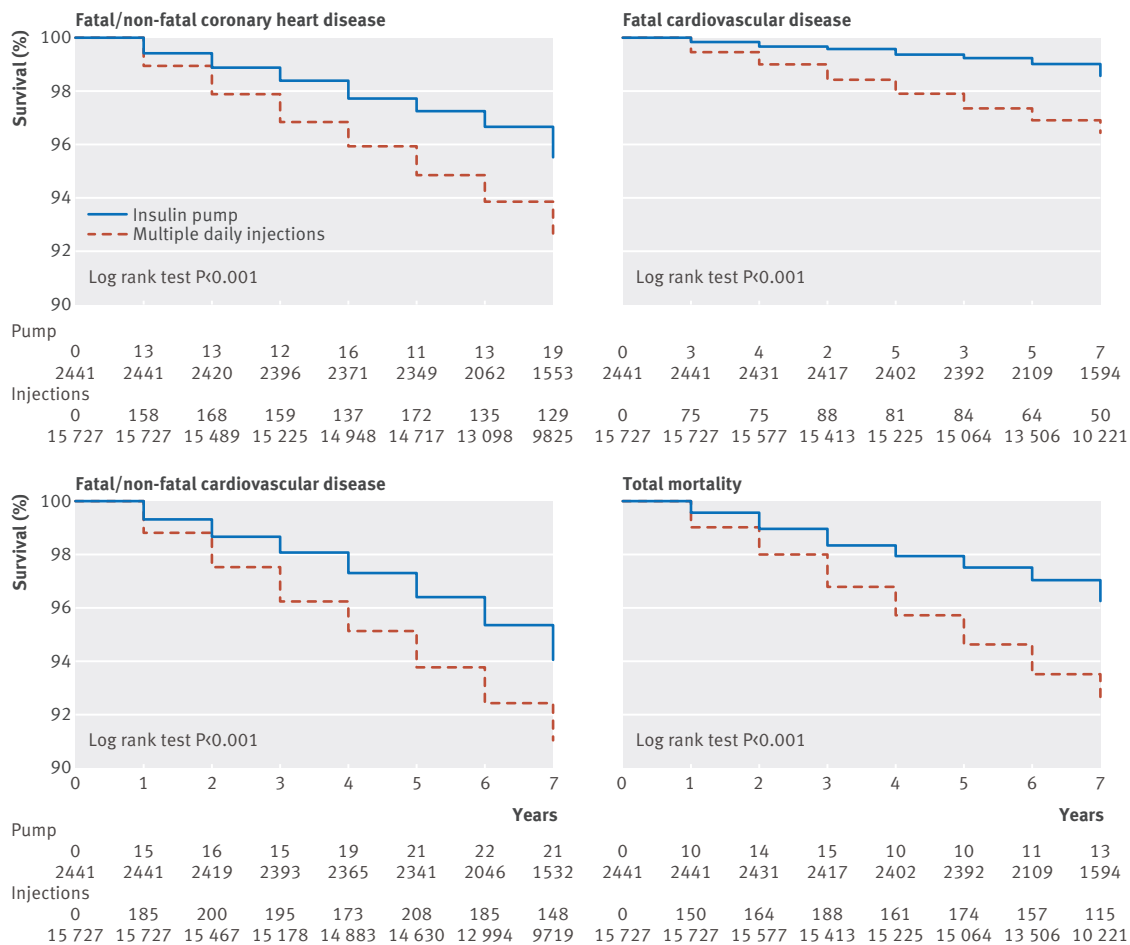 Fatal/non-fatal coronary heart disease
Survival (%)
100
98
96
94
92
90
Insulin pump
Multiple daily injections
Log rank test P<0.001
Pump
0 13 13 12 16 11 13 19
2441 2441 2420 2396 2371 2349 2062 1553
Injections
0 158 168 159 137 172 135 129
15 727 15 727 15 489 15 225 14 948 14 717 13 098 9825
Fatal cardiovascular disease
Log rank test P<0.001
0 3 4 2 5 3 5 7
2441 2441 2431 2417 2402 2392 2109 1594
0 75 75 88 81 84 64 50
15 727 15 727 15 577 15 413 15 225 15 064 13 506 10 221
Fatal/non-fatal cardiovascular disease
Survival (%)
100
98
96
94
92
90
Log rank test P<0.001
0 1 2 3 4 5 6 7
Years
Pump
0 15 16 15 19 21 22 21
2441 2441 2419 2393 2365 2341 2046 1532
Injections
0 185 200 195 173 208 185 148
15 727 15 727 15 467 15 178 14 883 14 630 12 994 9719
Total mortality
Log rank test P<0.001
0 1 2 3 4 5 6 7
Years
0 10 14 15 10 10 11 13
2441 2441 2431 2417 2402 2392 2109 1594
0 150 164 188 161 174 157 115
15 727 15 727 15 577 15 413 15 225 15 064 13 506 10 221